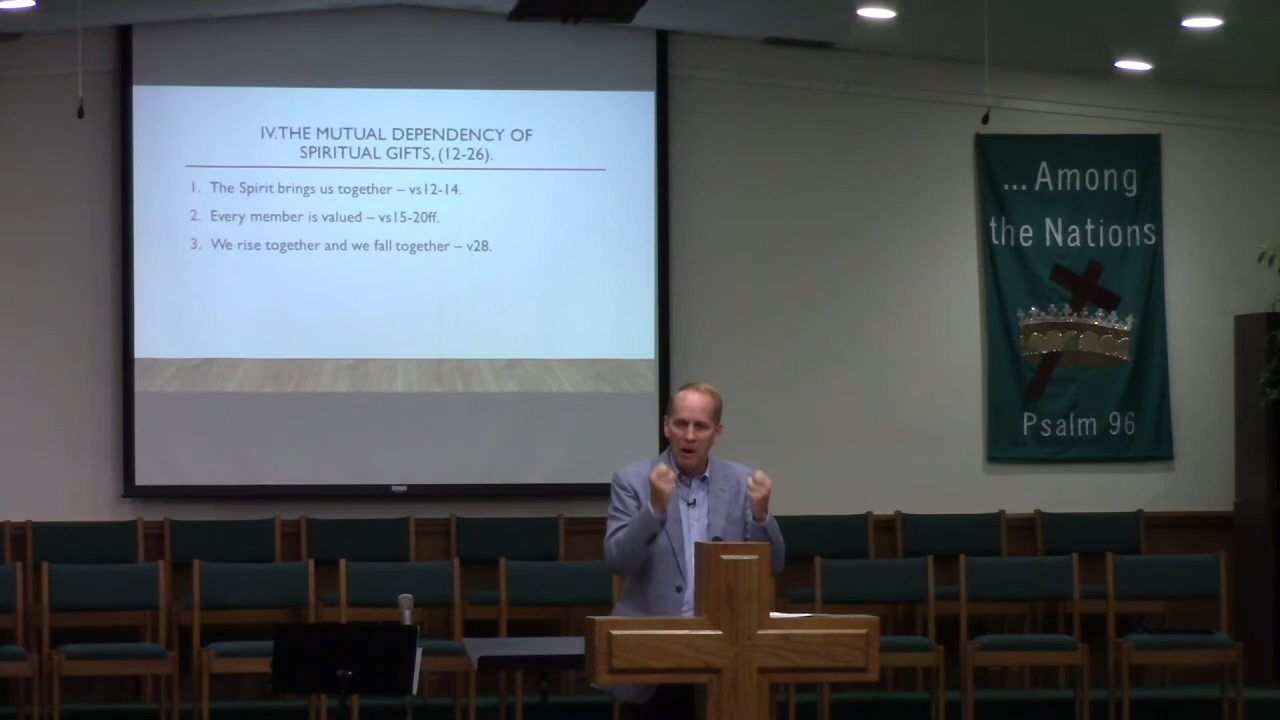 IV.THE MUTUAL DEPENDENCY OF
SPIRITUAL GIFTS, (12-26).
1. The Spirit brings us together – vs12-14.
2. Every member is valued – vs15-20ff.
3. We rise together and we fall together – v28.
... Among
the Nations
Psalm 96